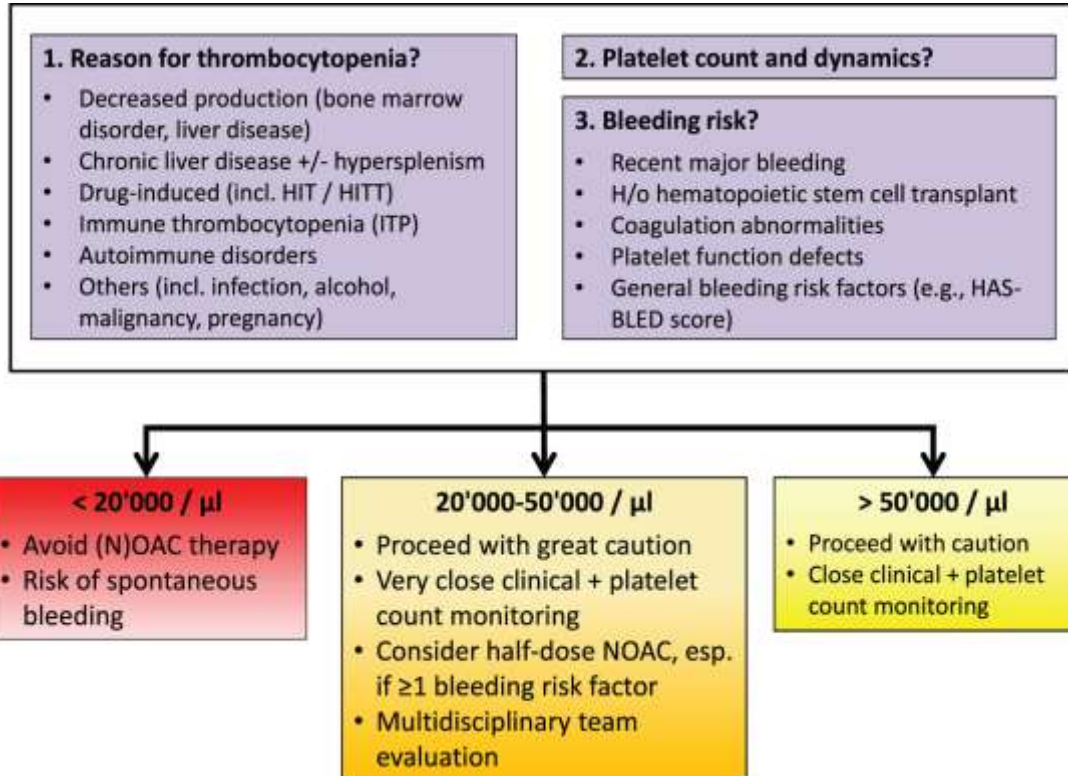 1. Reason for thrombocytopenia?
• Decreased production (bone marrow
disorder, liver disease)
• Chronic liver disease +/- hypersplenism
• Drug-induced (incl. HIT / HITT)
• Immune thrombocytopenia (ITP)
• Autoimmune disorders
• Others (incl. infection, alcohol,
malignancy, pregnancy)
2. Platelet count and dynamics?
3. Bleeding risk?
• Recent major bleeding
• H/o hematopoietic stem cell transplant
• Coagulation abnormalities
• Platelet function defects
• General bleeding risk factors (e.g., HAS-
BLED score)
< 20'000 / µl
• Avoid (N)OAC therapy
• Risk of spontaneous
bleeding
20'000-50'000 / µl
• Proceed with great caution
• Very close clinical + platelet
count monitoring
• Consider half-dose NOAC, esp.
if ≥1 bleeding risk factor
• Multidisciplinary team
evaluation
> 50'000 / µl
• Proceed with caution
• Close clinical + platelet
count monitoring